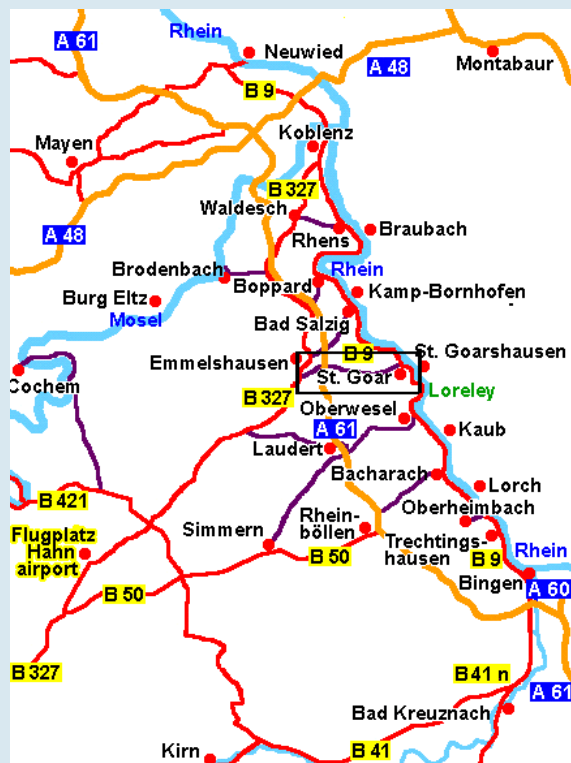 Rhein
A 61
Neuwied
A 48
Montabaur
B 9
Koblenz
Mayen
B 327
Waldesch
Braubach
Rhens
A 48
Brodenbach
Rhein
Boppard
Kamp-Bornhofen
Burg Eltz
Mosel
Bad Salzig
B 9
St. Goarshausen
Emmelshausen
St. Goar
Cochem
Loreley
B 327
Oberwesel
A 61
Kaub
Laudert
Bacharach
Lorch
B 421
Oberheimbach
Rhein-
böllen
Simmern
Flugplatz
Hahn
airport
Trechtings-
hausen
B 9
Rhein
B 50
Bingen
A 60
B 50
B 327
B 41 n
A 61
Bad Kreuznach
Kirn
B 41